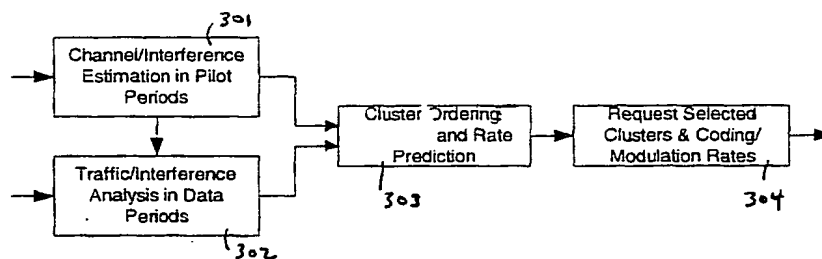 301
Channel/Interference
Estimation in Pilot
Periods
Traffic/Interference
Analysis in Data
Periods
302
Cluster Ordering
and Rate
Prediction
303
Request Selected
Clusters & Coding/
Modulation Rates
304